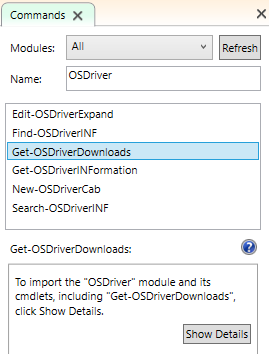 Commands
Modules: All Refresh
Name: OSDriver
Edit-OSDriverExpand
Find-OSDriverINF
Get-OSDriverDownloads
Get-OSDriverINFormation
New-OSDriverCab
Search-OSDriverINF
Get-OSDriverDownloads:
To import the "OSDriver" module and its
cmdlets, including "Get-OSDriverDownloads",
click Show Details.
Show Details